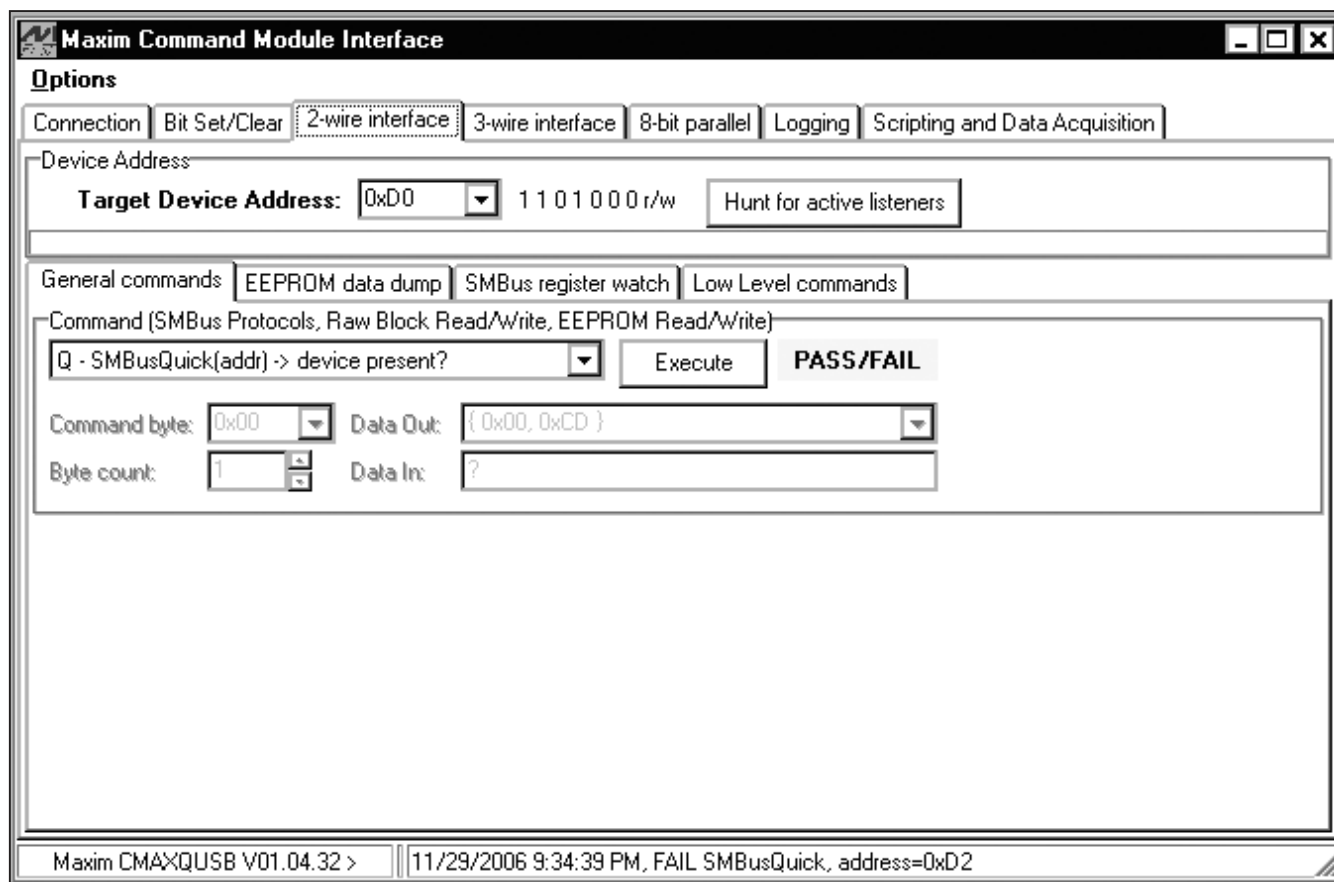 Maxim Command Module Interface
Options
Connection Bit Set/Clear 2-wire interface 3-wire interface 8-bit parallel Logging Scripting and Data Acquisition
Device Address
Target Device Address: 0xD0 1 1 0 1 0 0 0 r/w Hunt for active listeners
General commands EEPROM data dump SMBus register watch Low Level commands
Command (SMBus Protocols, Raw Block Read/Write, EEPROM Read/Write)
Q - SMBusQuick(addr) -> device present? Execute PASS/FAIL
Command byte: 0x00 Data Out: { 0x00, 0xCD }
Byte count: 1 Data In: ?
Maxim CMAXQUSB V01.04.32 > 11/29/2006 9:34:39 PM, FAIL SMBusQuick, address=0xD2